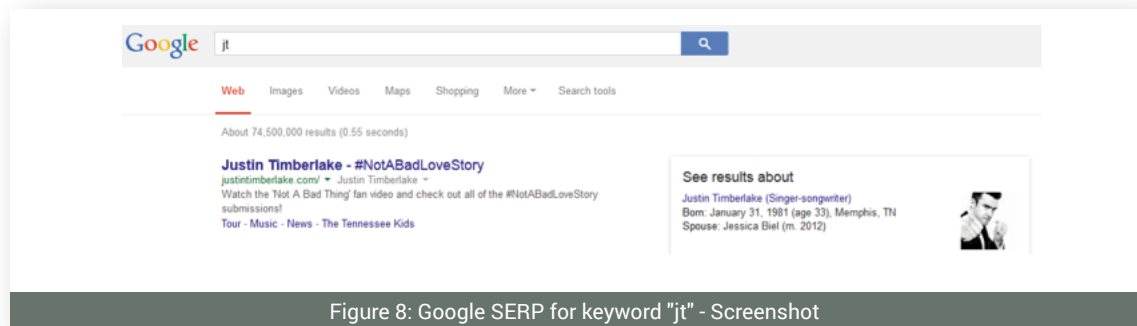 Google jt
Web Images Videos Maps Shopping More Search tools
About 74,500,000 results (0.55 seconds)
Justin Timberlake - #NotABadLoveStory
justintimberlake.com/ Justin Timberlake
Watch the 'Not A Bad Thing' fan video and check out all of the #NotABadLoveStory
submissions!
Tour - Music - News - The Tennessee Kids
See results about
Justin Timberlake (Singer-songwriter)
Born: January 31, 1981 (age 33), Memphis, TN
Spouse: Jessica Biel (m. 2012)
Figure 8: Google SERP for keyword "jt" - Screenshot